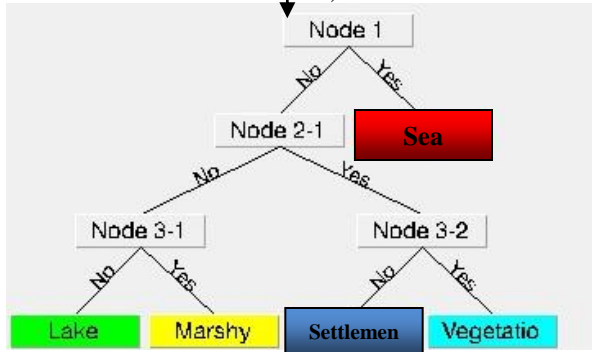 Node 1
No Yes
Node 2-1 Sea
No Yes
Node 3-1 Node 3-2
No Yes No Yes
Lake Marshy Settlemen Vegetatio